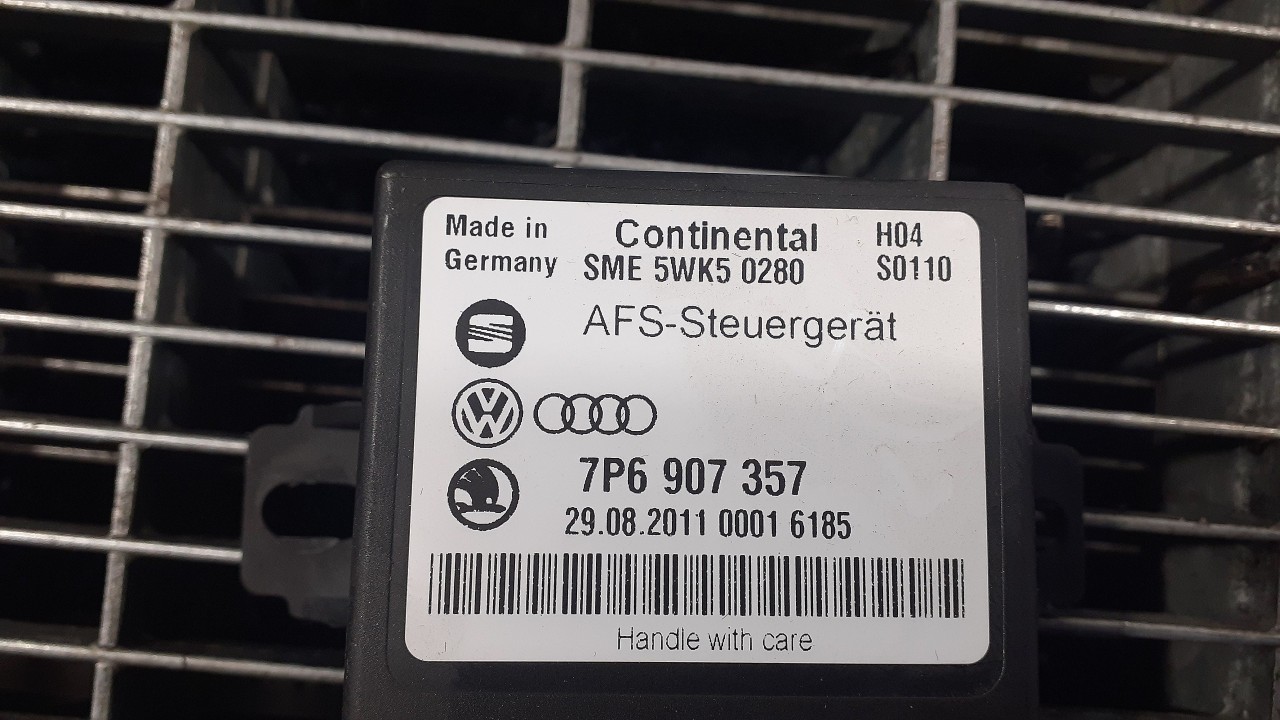 Made in Continental H04
Germany SME 5WK5 0280 S0110
AFS-Steuergerät
7P6 907 357
29.08.2011 0001 6185
Handle with care